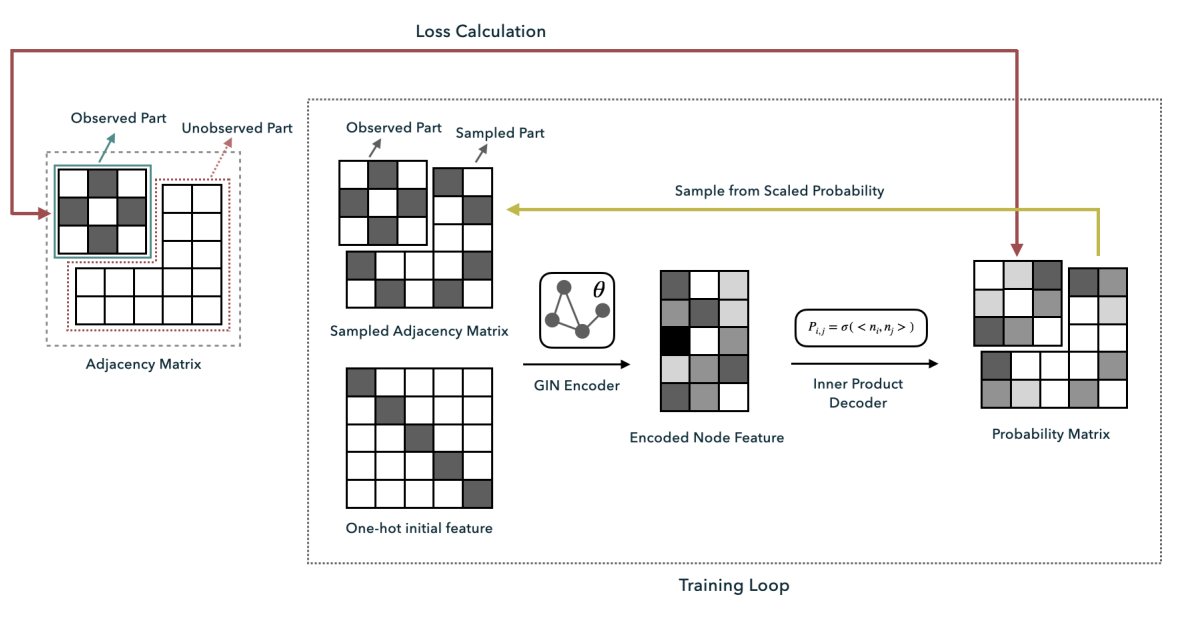 Loss Calculation
Observed Part
Unobserved Part
Adjacency Matrix
Observed Part
Sampled Part
Sample from Scaled Probability
Sampled Adjacency Matrix
One-hot initial feature
θ
GIN Encoder
Encoded Node Feature
P_{i,j} = σ( < n_i, n_j > )
Inner Product
Decoder
Probability Matrix
Training Loop